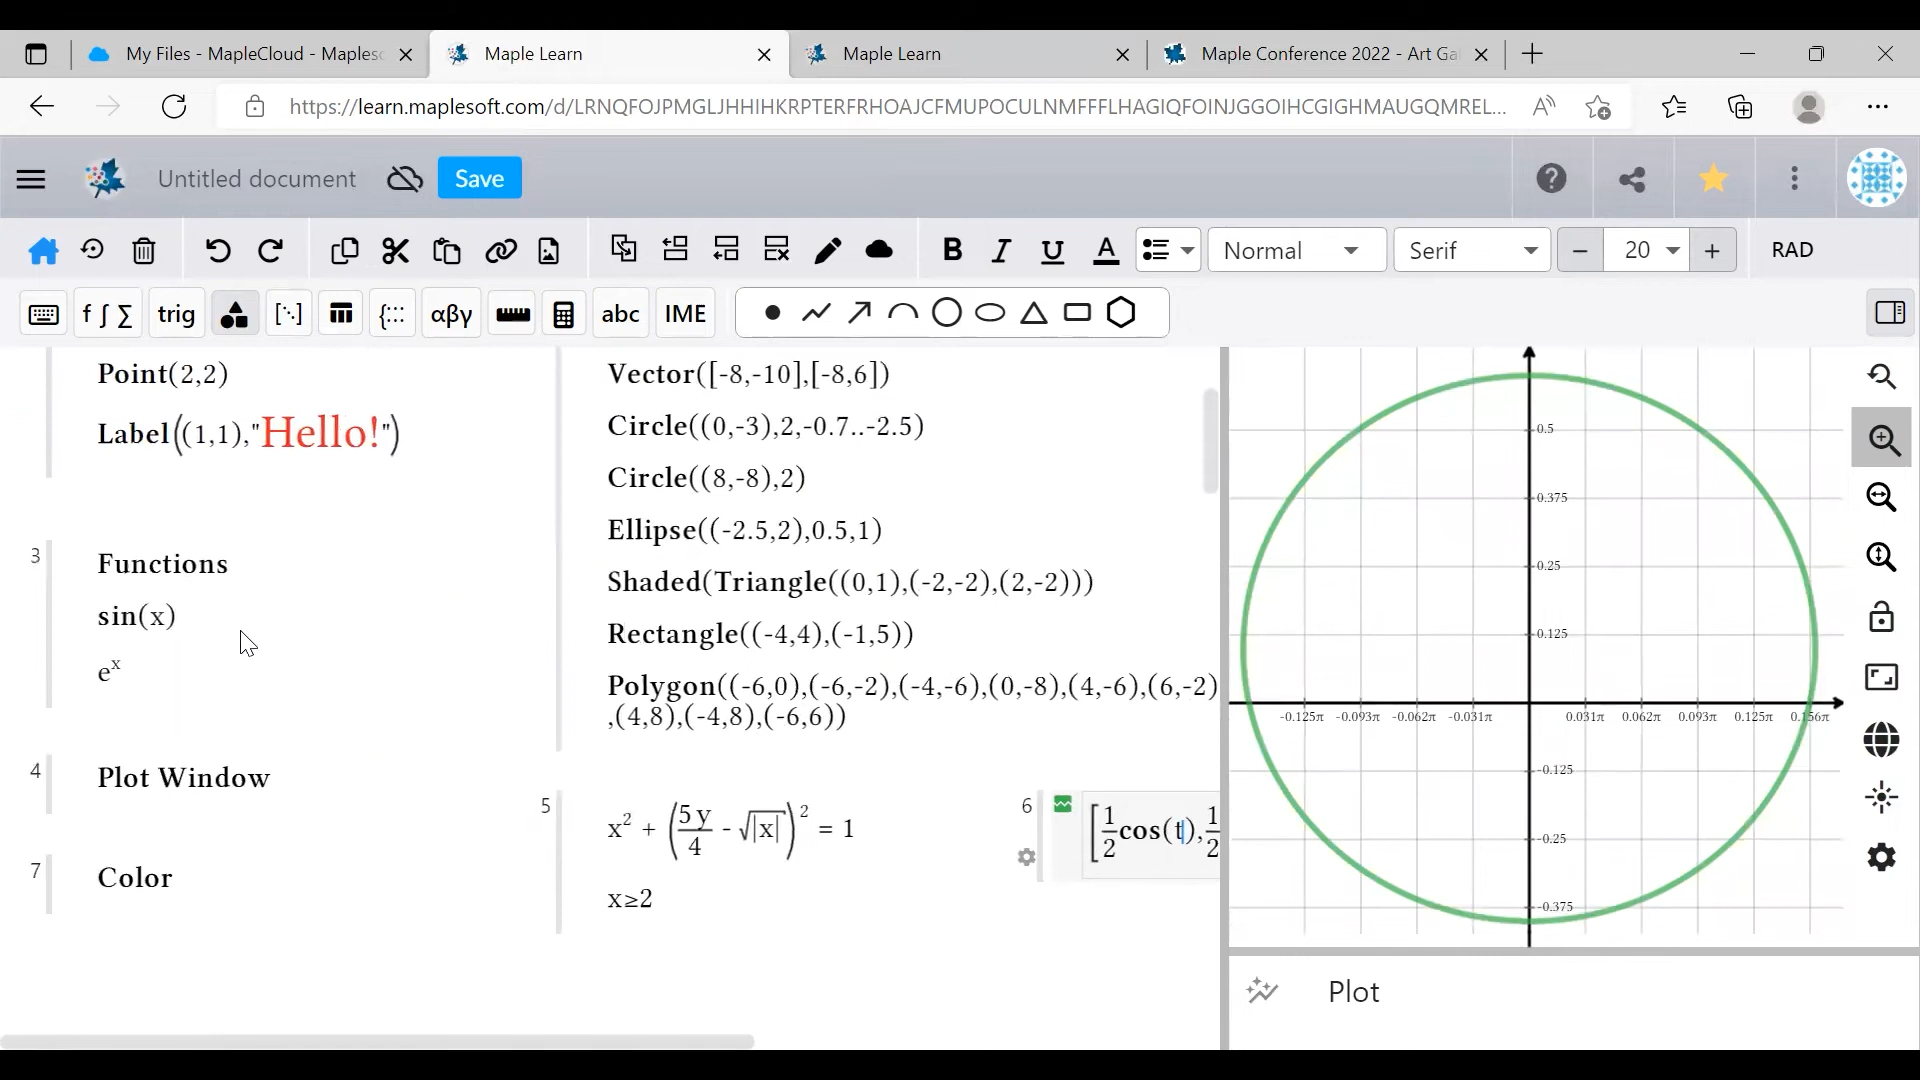 My Files - MapleCloud - Maplesc
Maple Learn
Maple Learn
Maple Conference 2022 - Art Ga
https://learn.maplesoft.com/d/LRNQFOJPMGLJHHIHKRPTERFRHOAJCFMUPOCULNMFFFLHAGIQFOINJGGOIHCGIGHMAUGQMREL...
Untitled document
Save
B I U A
Normal
Serif
20
RAD
f ∫ ∑
trig
αβγ
abc
IME
Point(2,2)
Label((1,1),"Hello!")
3
Functions
sin(x)
e^x
4
Plot Window
7
Color
Vector([-8,-10],[-8,6])
Circle((0,-3),2,-0.7..-2.5)
Circle((8,-8),2)
Ellipse((-2.5,2),0.5,1)
Shaded(Triangle((0,1),(-2,-2),(2,-2)))
Rectangle((-4,4),(-1,5))
Polygon((-6,0),(-6,-2),(-4,-6),(0,-8),(4,-6),(6,-2)
,(4,8),(-4,8),(-6,6))
5
x² + (5y/4 - √|x|)² = 1
x≥2
6
[1/2 cos(t),1/2
0.5
0.375
0.25
0.125
-0.125π -0.093π -0.062π -0.031π 0.031π 0.062π 0.093π 0.125π 0.156π
-0.125
-0.25
-0.375
Plot